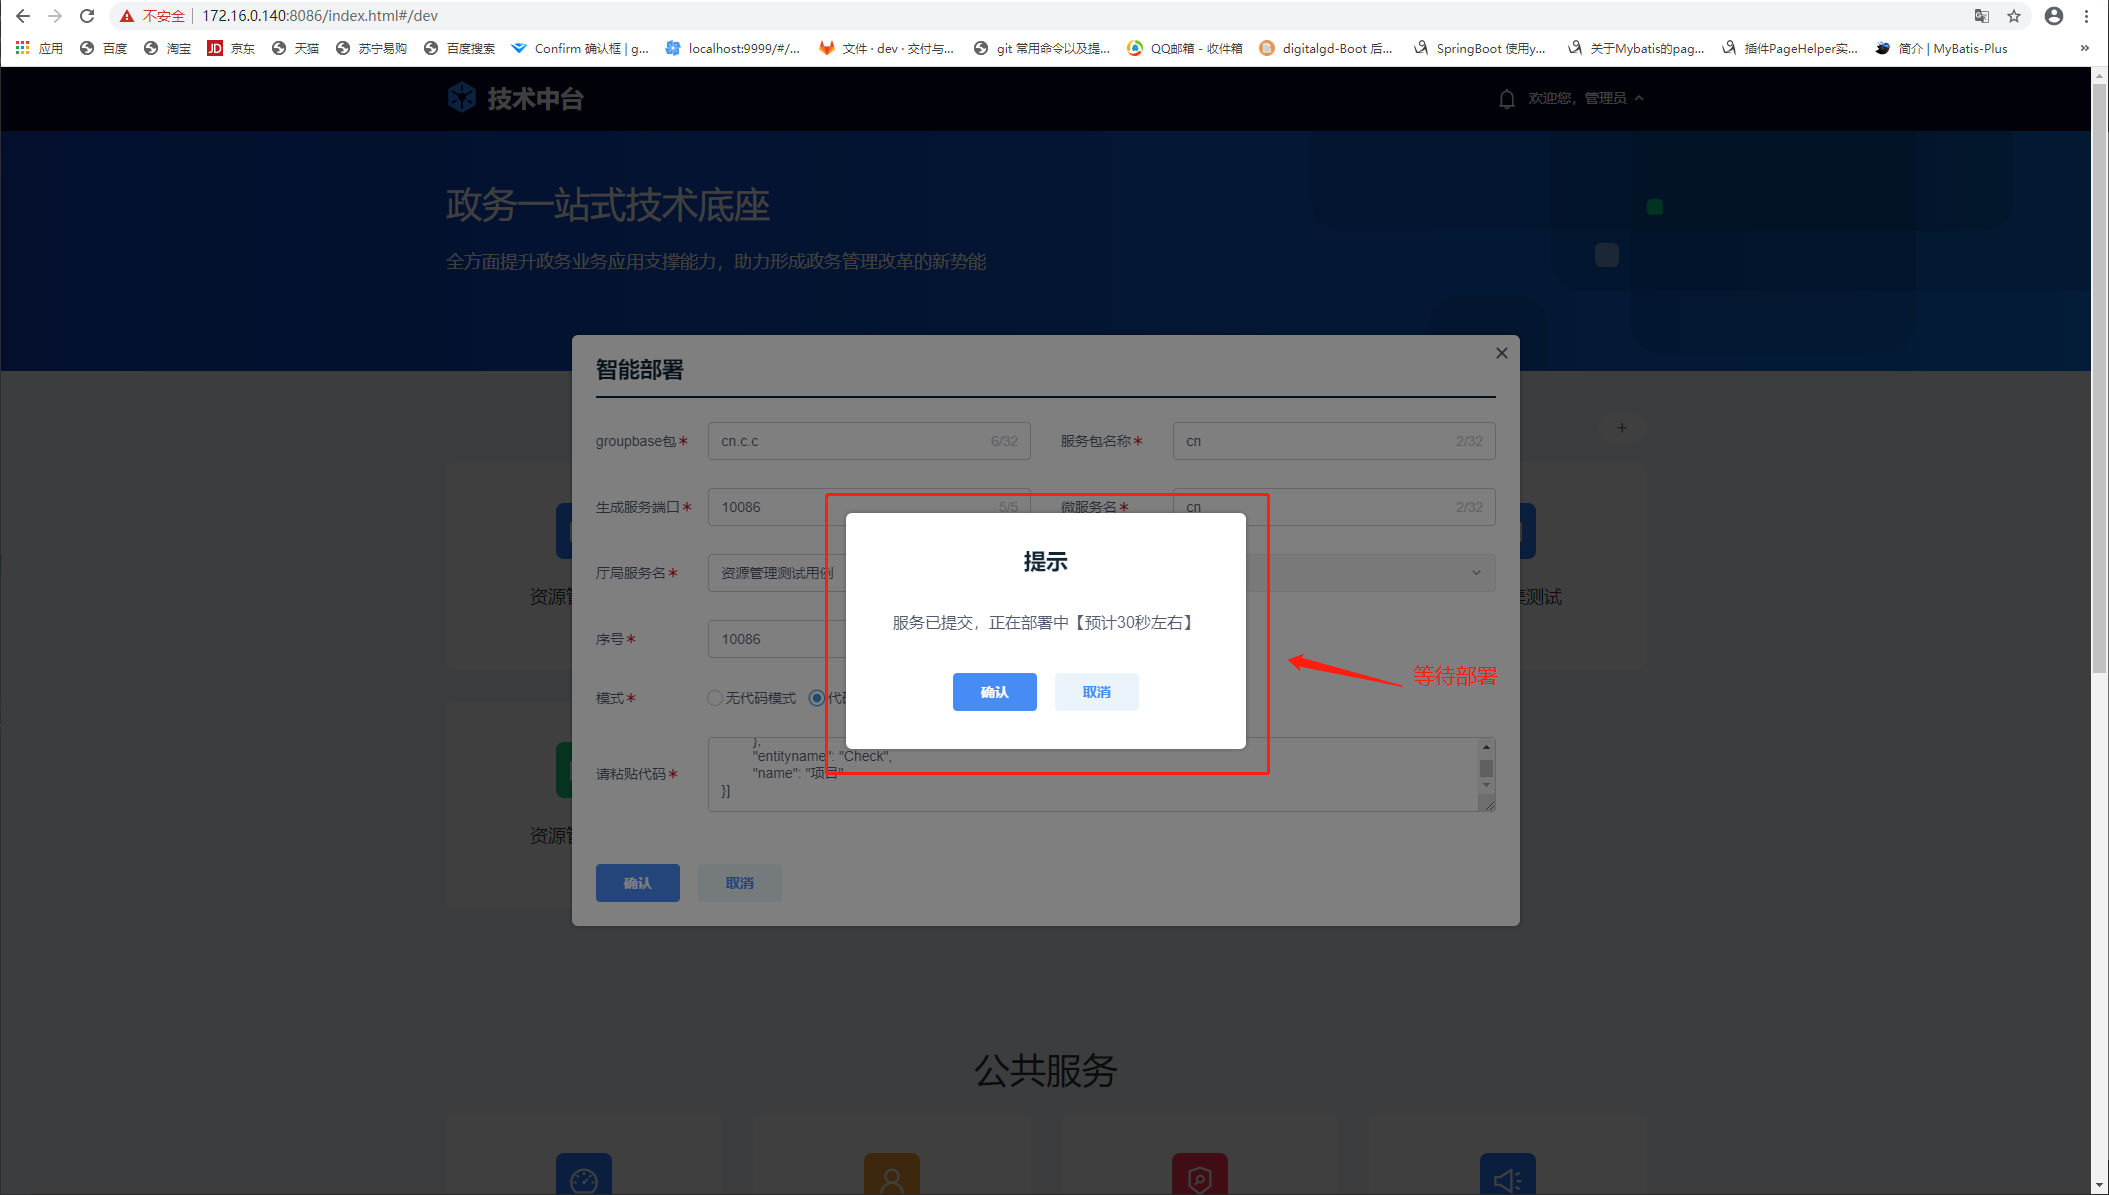 不安全 172.16.0.140:8086/index.html#/dev
应用 百度 淘宝 JD 京东 天猫 苏宁易购 百度搜索 Confirm 确认框 | g... localhost:9999/#/... 文件 · dev · 交付与... git 常用命令以及提... QQ邮箱 - 收件箱 digitalgd-Boot 后... SpringBoot 使用y... 关于Mybatis的pag... 插件PageHelper实... 简介 | MyBatis-Plus »
技术中台 欢迎您，管理员
政务一站式技术底座
全方面提升政务业务应用支撑能力，助力形成政务管理改革的新势能
智能部署
groupbase包* cn.c.c 6/32 服务包名称* cn 2/32
生成服务端口* 10086 5/5 微服务名* cn 2/32
提示
厅局服务名* 资源管理测试用例
资源管 集测试
服务已提交，正在部署中【预计30秒左右】
序号* 10086
等待部署
确认 取消
模式* 无代码模式 代码
},
"entityname": "Check",
请粘贴代码* "name": "项目"
}]
资源管
确认 取消
公共服务